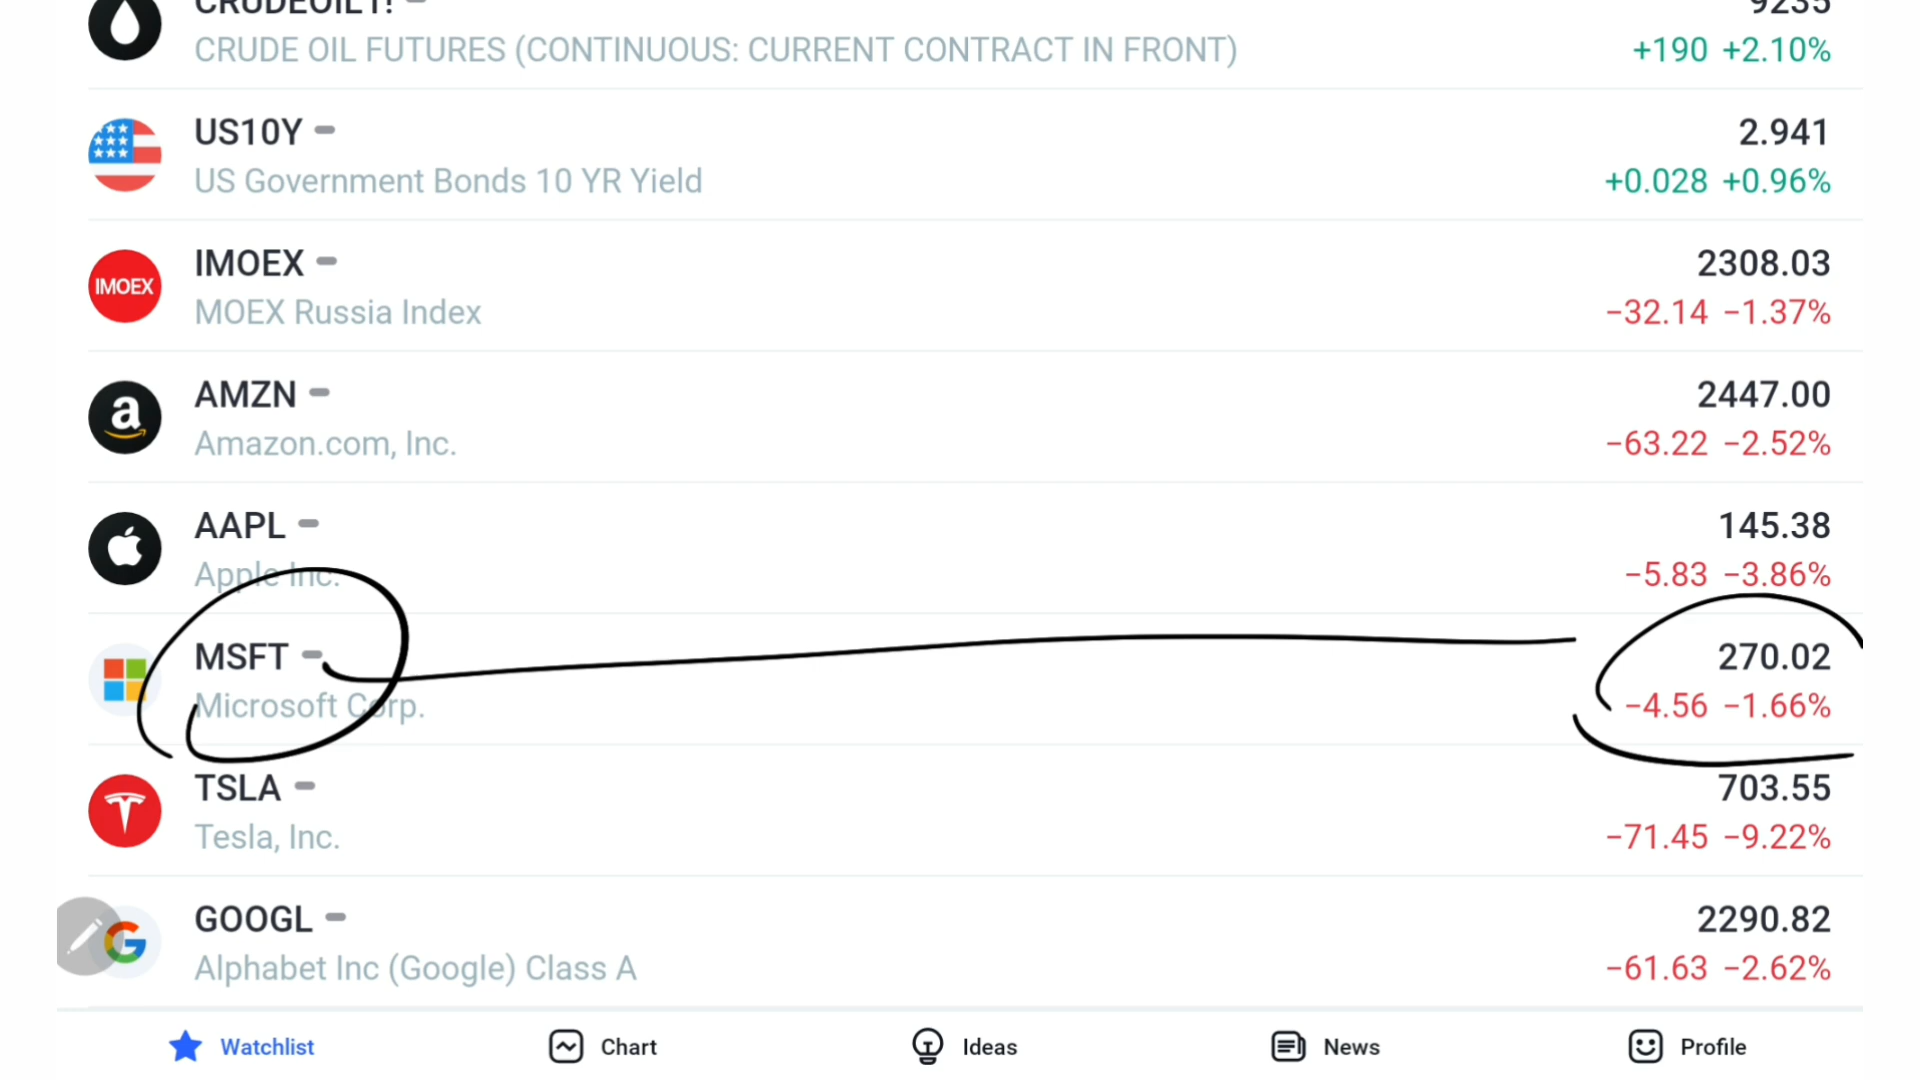 CRUDEOIL1! 9235
CRUDE OIL FUTURES (CONTINUOUS: CURRENT CONTRACT IN FRONT) +190 +2.10%
US10Y 2.941
US Government Bonds 10 YR Yield +0.028 +0.96%
IMOEX IMOEX 2308.03
MOEX Russia Index −32.14 −1.37%
AMZN 2447.00
Amazon.com, Inc. −63.22 −2.52%
AAPL 145.38
Apple Inc. −5.83 −3.86%
MSFT 270.02
Microsoft Corp. −4.56 −1.66%
TSLA 703.55
Tesla, Inc. −71.45 −9.22%
GOOGL 2290.82
Alphabet Inc (Google) Class A −61.63 −2.62%
Watchlist Chart Ideas News Profile